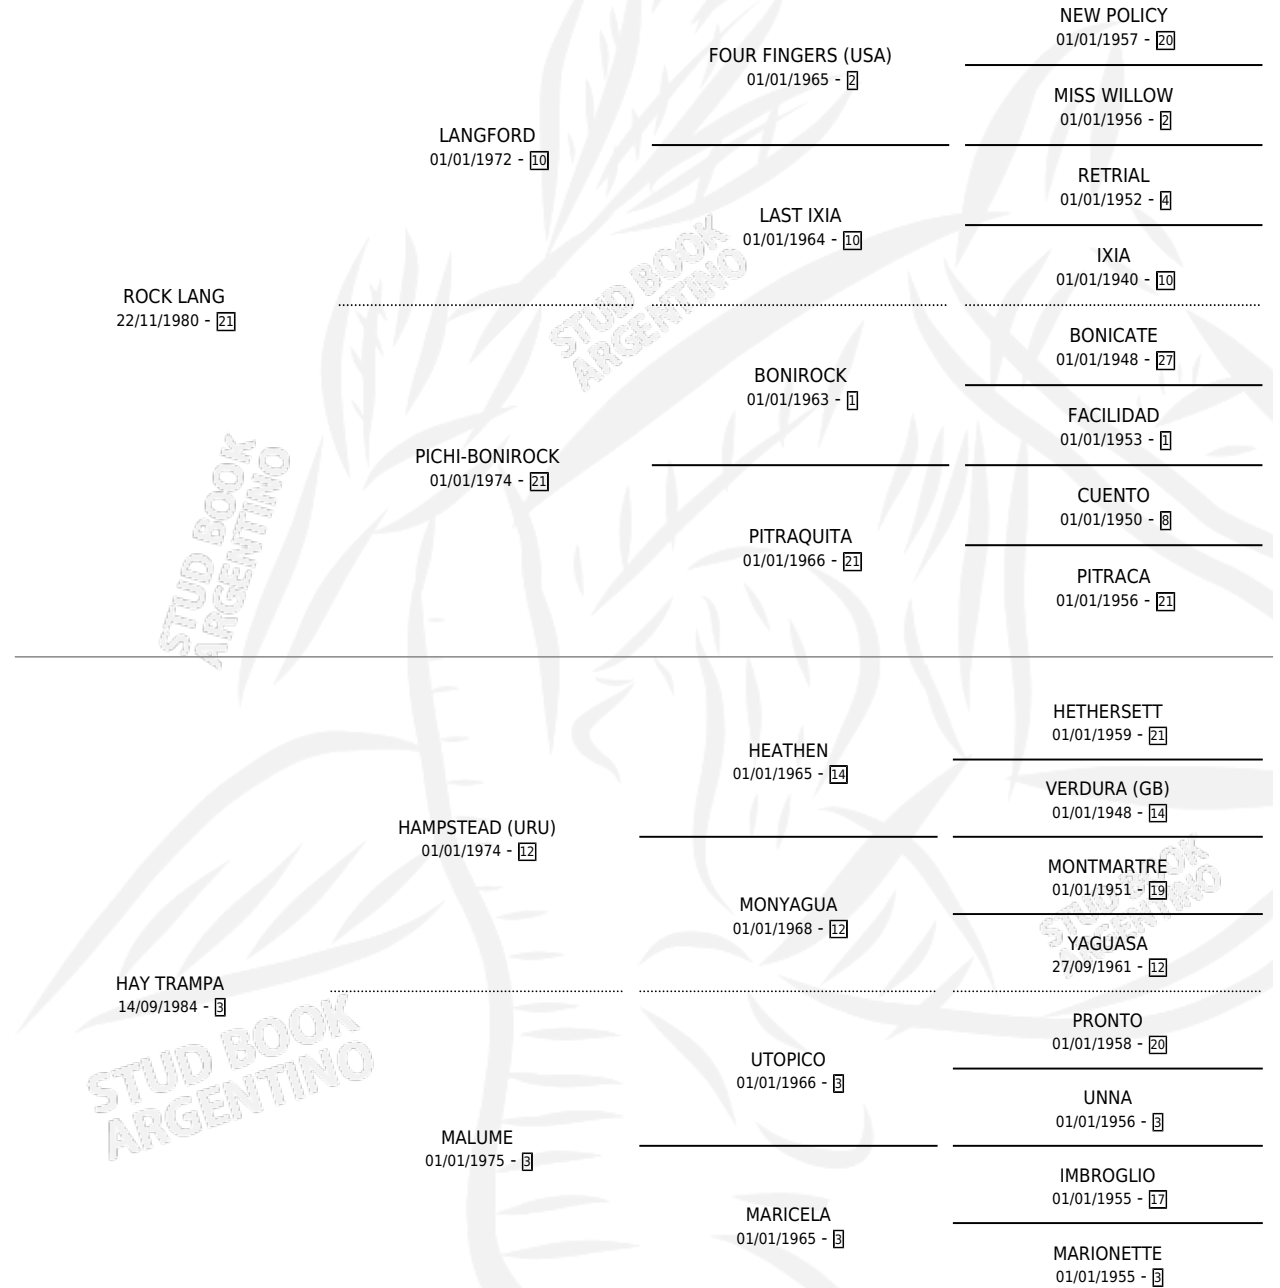 NEW POLICY
01/01/1957 - 20
FOUR FINGERS (USA)
01/01/1965 - 2
MISS WILLOW
01/01/1956 - 2
LANGFORD
01/01/1972 - 10
RETRIAL
01/01/1952 - 4
LAST IXIA
01/01/1964 - 10
IXIA
01/01/1940 - 10
ROCK LANG
22/11/1980 - 21
BONICATE
01/01/1948 - 27
BONIROCK
01/01/1963 - 1
FACILIDAD
01/01/1953 - 1
PICHI-BONIROCK
01/01/1974 - 21
CUENTO
01/01/1950 - 8
PITRAQUITA
01/01/1966 - 21
PITRACA
01/01/1956 - 21
HETHERSETT
01/01/1959 - 21
HEATHEN
01/01/1965 - 14
VERDURA (GB)
01/01/1948 - 14
HAMPSTEAD (URU)
01/01/1974 - 12
MONTMARTRE
01/01/1951 - 19
MONYAGUA
01/01/1968 - 12
YAGUASA
27/09/1961 - 12
HAY TRAMPA
14/09/1984 - 3
PRONTO
01/01/1958 - 20
UTOPICO
01/01/1966 - 3
UNNA
01/01/1956 - 3
MALUME
01/01/1975 - 3
IMBROGLIO
01/01/1955 - 17
MARICELA
01/01/1965 - 3
MARIONETTE
01/01/1955 - 3
STUD BOOK
ARGENTINO
STUD BOOK
ARGENTINO
STUD BOOK
ARGENTINO
STUD BOOK
ARGENTINO